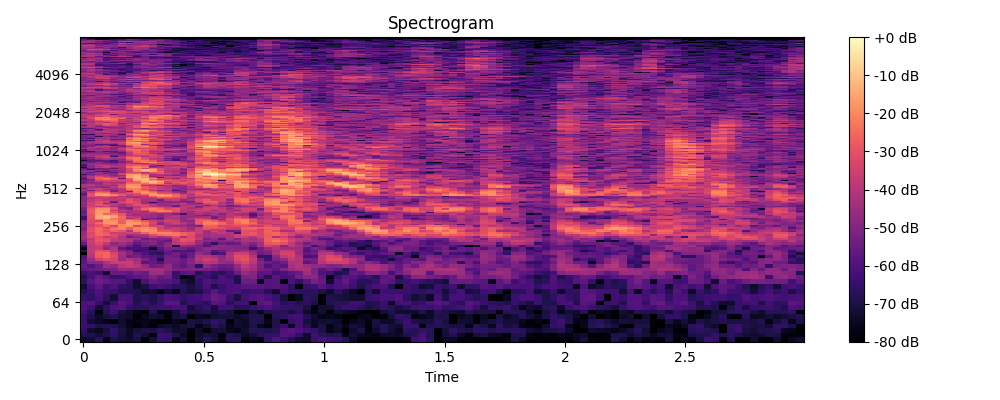 Spectrogram
Hz
4096
2048
1024
512
256
128
64
0
0
0.5
1
1.5
2
2.5
Time
+0 dB
-10 dB
-20 dB
-30 dB
-40 dB
-50 dB
-60 dB
-70 dB
-80 dB